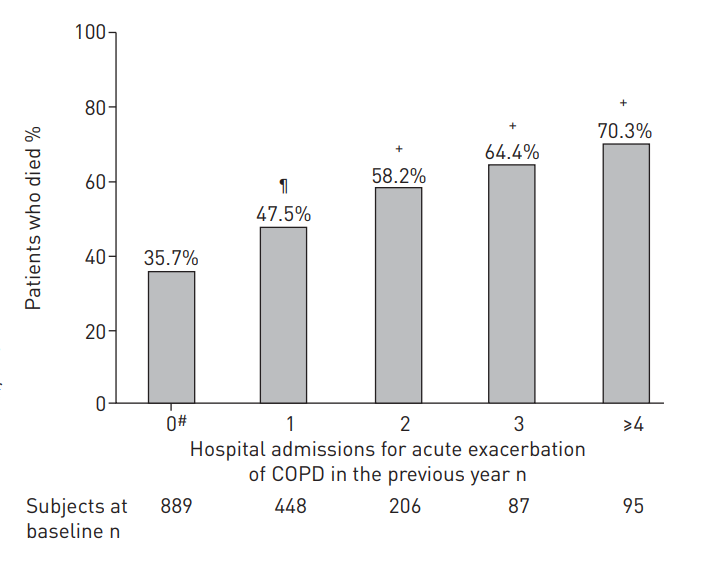 100
80
60
40
20
0
Patients who died %
35.7%
¶
47.5%
+
58.2%
+
64.4%
+
70.3%
0# 1 2 3 ⩾4
Hospital admissions for acute exacerbation
of COPD in the previous year n
Subjects at 889 448 206 87 95
baseline n